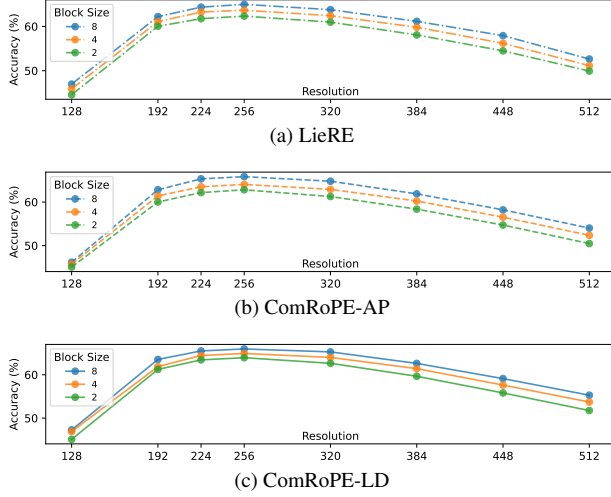 Accuracy (%)
60
50
Block Size
8
4
2
Resolution
128 192 224 256 320 384 448 512
(a) LieRE
Accuracy (%)
60
50
Block Size
8
4
2
Resolution
128 192 224 256 320 384 448 512
(b) ComRoPE-AP
Accuracy (%)
60
50
Block Size
8
4
2
Resolution
128 192 224 256 320 384 448 512
(c) ComRoPE-LD